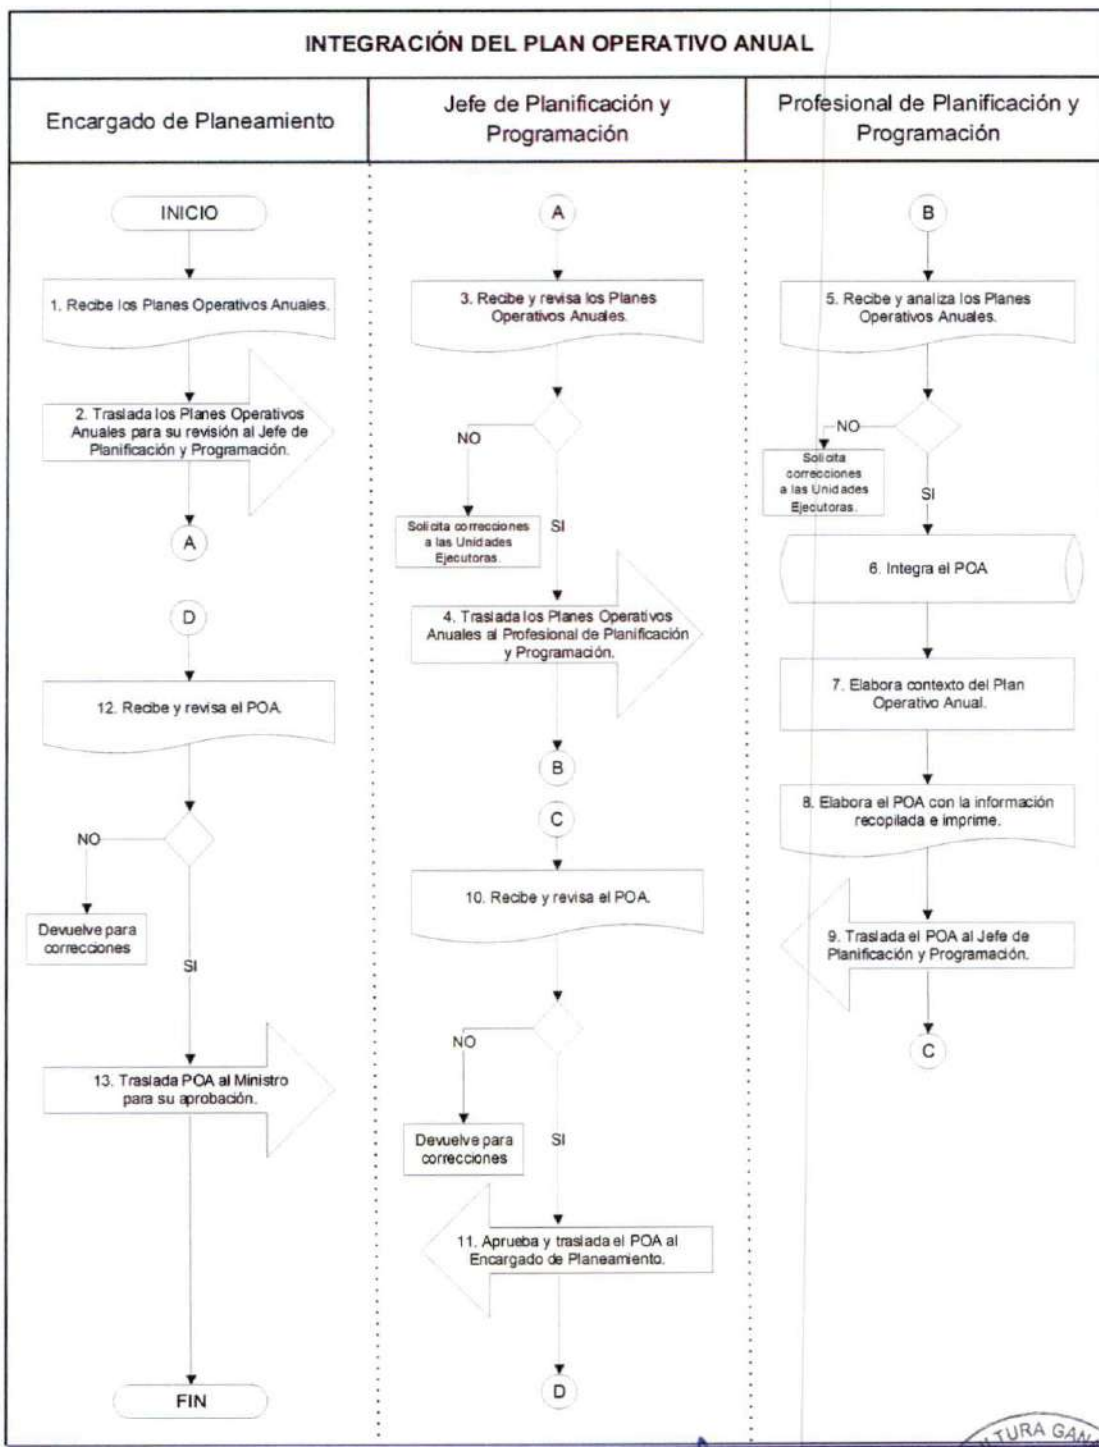 INTEGRACIÓN DEL PLAN OPERATIVO ANUAL
Encargado de Planeamiento
Jefe de Planificación y
Programación
Profesional de Planificación y
Programación
INICIO
1. Recibe los Planes Operativos Anuales.
2. Traslada los Planes Operativos
Anuales para su revisión al Jefe de
Planificación y Programación.
A
D
12. Recibe y revisa el POA.
NO
Devuelve para
correcciones
SI
13. Traslada POA al Ministro
para su aprobación.
FIN
A
3. Recibe y revisa los Planes
Operativos Anuales.
NO
Solicita correcciones
a las Unidades
Ejecutoras.
SI
4. Traslada los Planes Operativos
Anuales al Profesional de Planificación
y Programación.
B
C
10. Recibe y revisa el POA.
NO
Devuelve para
correcciones
SI
11. Aprueba y traslada el POA al
Encargado de Planeamiento.
D
B
5. Recibe y analiza los Planes
Operativos Anuales.
NO
Solicita
correcciones
a las Unidades
Ejecutoras.
SI
6. Integra el POA
7. Elabora contexto del Plan
Operativo Anual.
8. Elabora el POA con la información
recopilada e imprime.
9. Traslada el POA al Jefe de
Planificación y Programación.
C